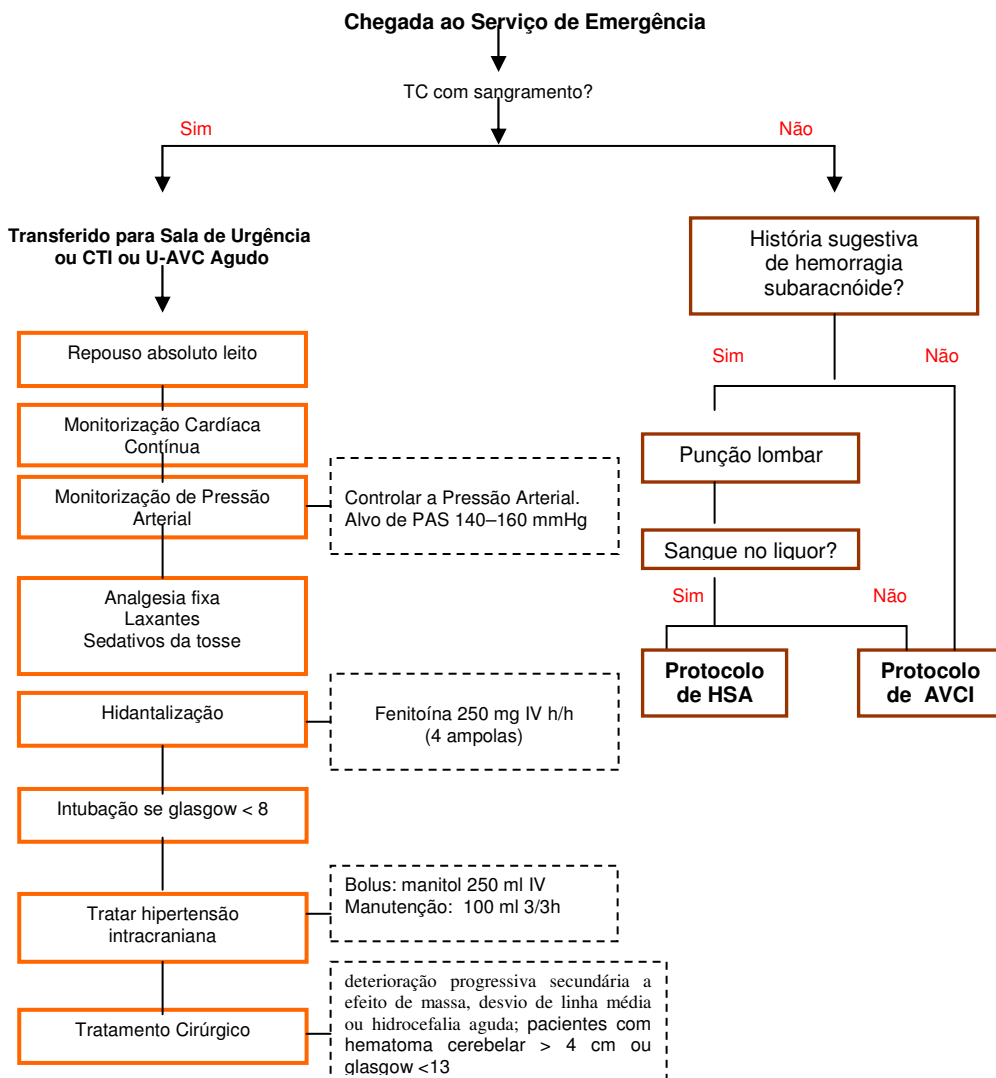 Chegada ao Serviço de Emergência
TC com sangramento?
Sim
Não
Transferido para Sala de Urgência
ou CTI ou U-AVC Agudo
Repouso absoluto leito
Monitorização Cardíaca
Contínua
Monitorização de Pressão
Arterial
Controlar a Pressão Arterial.
Alvo de PAS 140–160 mmHg
Analgesia fixa
Laxantes
Sedativos da tosse
Hidantalização
Fenitoína 250 mg IV h/h
(4 ampolas)
Intubação se glasgow < 8
Tratar hipertensão
intracraniana
Bolus: manitol 250 ml IV
Manutenção: 100 ml 3/3h
Tratamento Cirúrgico
deterioração progressiva secundária a
efeito de massa, desvio de linha média
ou hidrocefalia aguda; pacientes com
hematoma cerebelar > 4 cm ou
glasgow <13
História sugestiva
de hemorragia
subaracnóide?
Sim
Não
Punção lombar
Sangue no liquor?
Sim
Não
Protocolo
de HSA
Protocolo
de AVCI